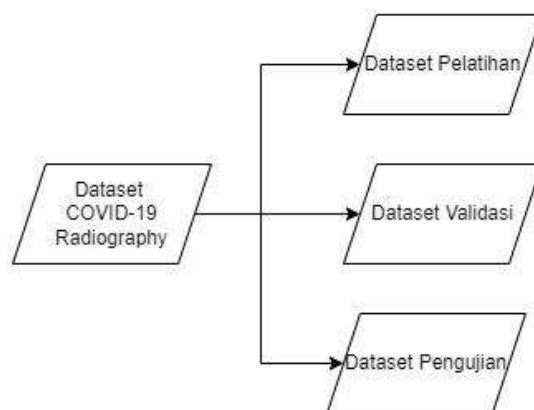 Dataset Pelatihan
Dataset
COVID-19
Radiography
Dataset Validasi
Dataset Pengujian